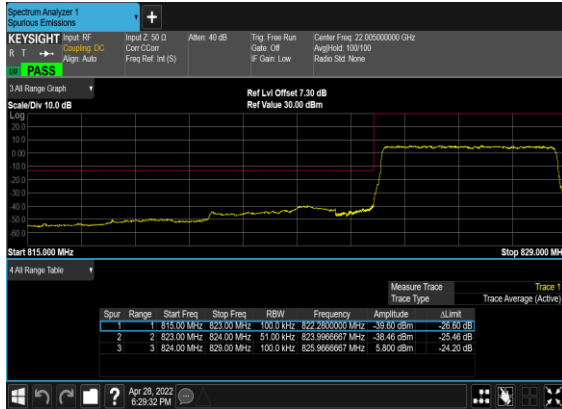 Spectrum Analyzer 1
Spurious Emissions
+
KEYSIGHT Input: RF Input Z: 50 Ω Atten: 40 dB Trig: Free Run Center Freq: 22.005000000 GHz
R T Coupling: DC Corr CCorr Gate: Off Avg|Hold: 100/100
Align: Auto Freq Ref: Int (S) IF Gain: Low Radio Std: None
PASS
3 All Range Graph
Ref Lvl Offset 7.30 dB
Scale/Div 10.0 dB Ref Value 30.00 dBm
Log
20.0
10.0
0.00
-10.0
-20.0
-30.0
-40.0
-50.0
-60.0
Start 815.000 MHz Stop 829.000 MH
4 All Range Table
Measure Trace Trace 1
Trace Type Trace Average (Active)
Spur Range Start Freq Stop Freq RBW Frequency Amplitude ΔLimit
1 1 815.00 MHz 823.00 MHz 100.0 kHz 822.2800000 MHz -39.60 dBm -26.60 dB
2 2 823.00 MHz 824.00 MHz 51.00 kHz 823.9966667 MHz -38.46 dBm -25.46 dB
3 3 824.00 MHz 829.00 MHz 100.0 kHz 825.9666667 MHz 5.800 dBm -24.20 dB
? Apr 28, 2022
6:29:32 PM